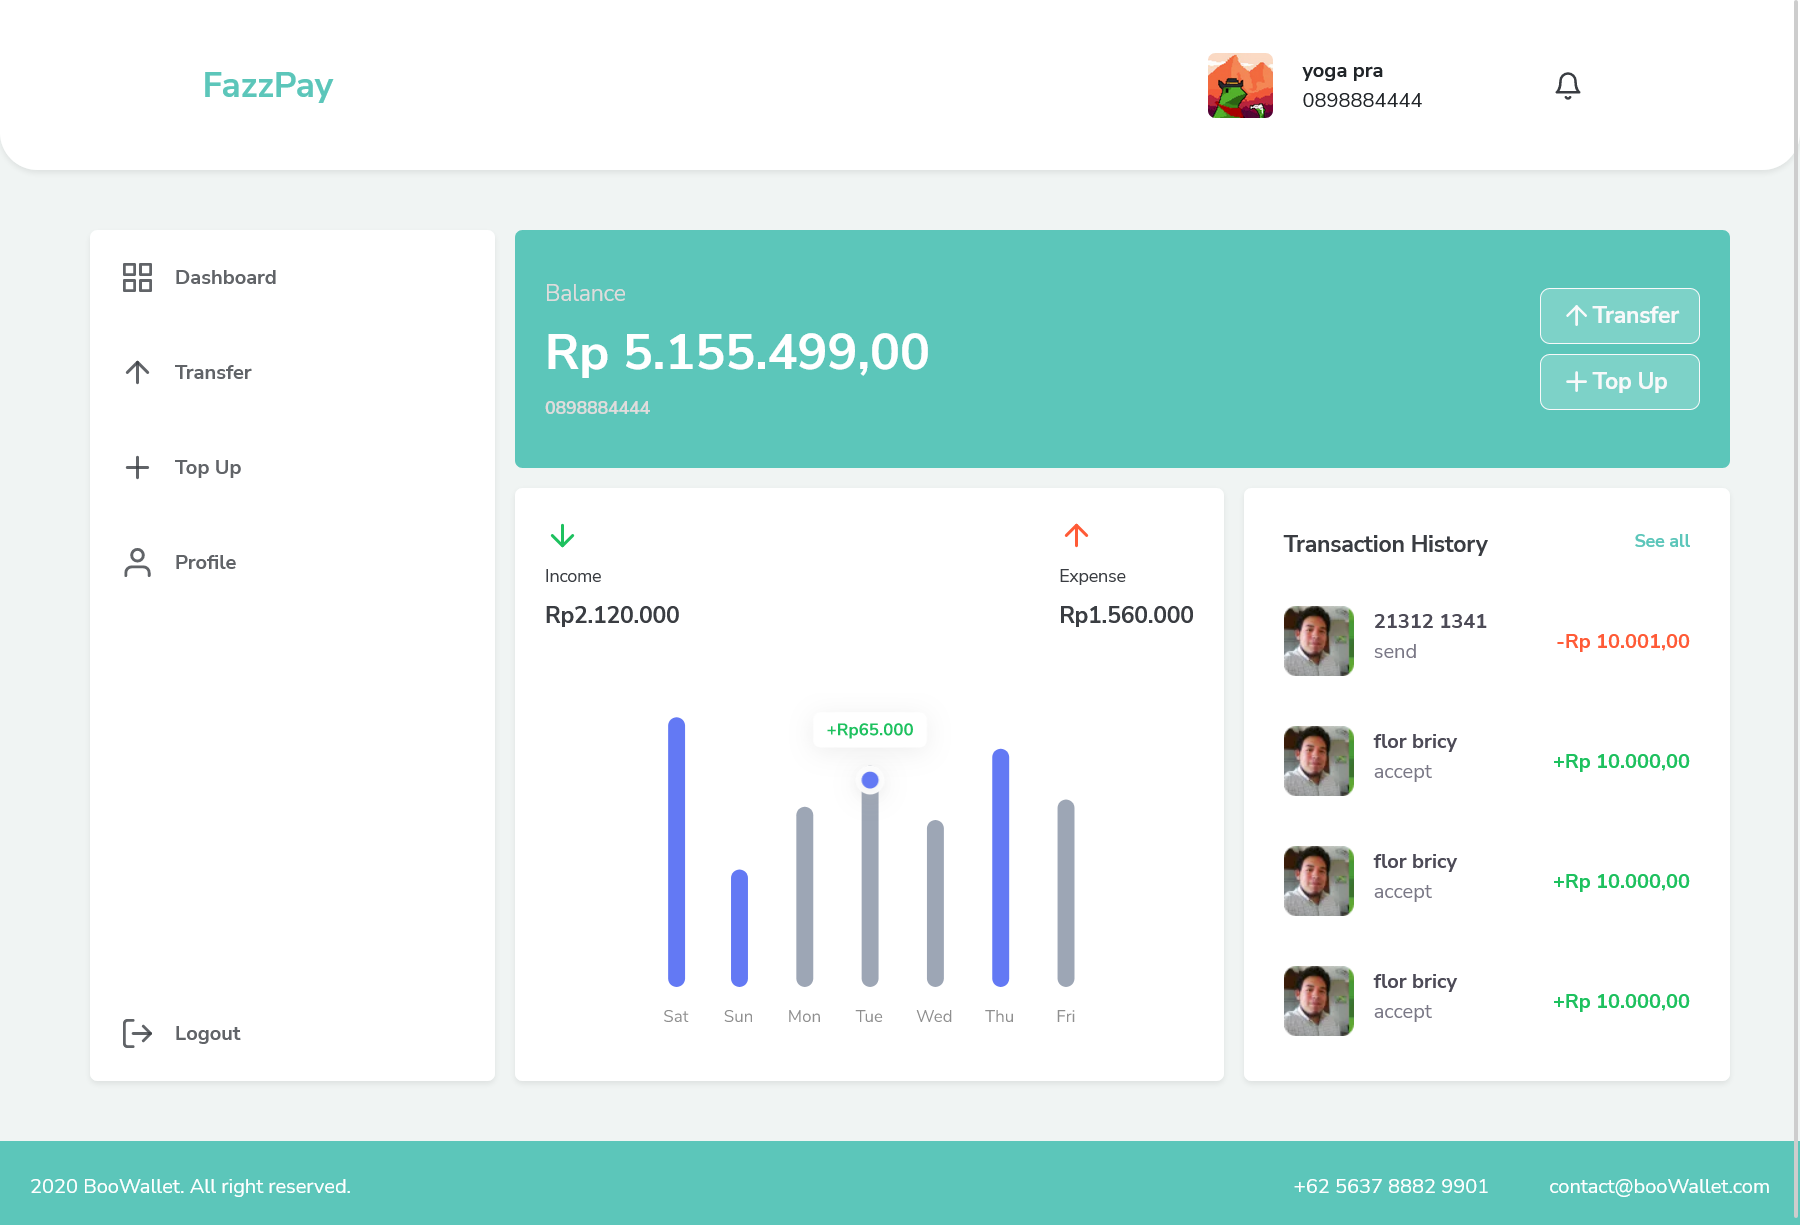 FazzPay
yoga pra
0898884444
Dashboard
Transfer
Top Up
Profile
Logout
Balance
Rp 5.155.499,00
0898884444
Transfer
Top Up
Income
Rp2.120.000
Expense
Rp1.560.000
+Rp65.000
Sat Sun Mon Tue Wed Thu Fri
Transaction History
See all
21312 1341
send
-Rp 10.001,00
flor bricy
accept
+Rp 10.000,00
flor bricy
accept
+Rp 10.000,00
flor bricy
accept
+Rp 10.000,00
2020 BooWallet. All right reserved.
+62 5637 8882 9901
contact@booWallet.com